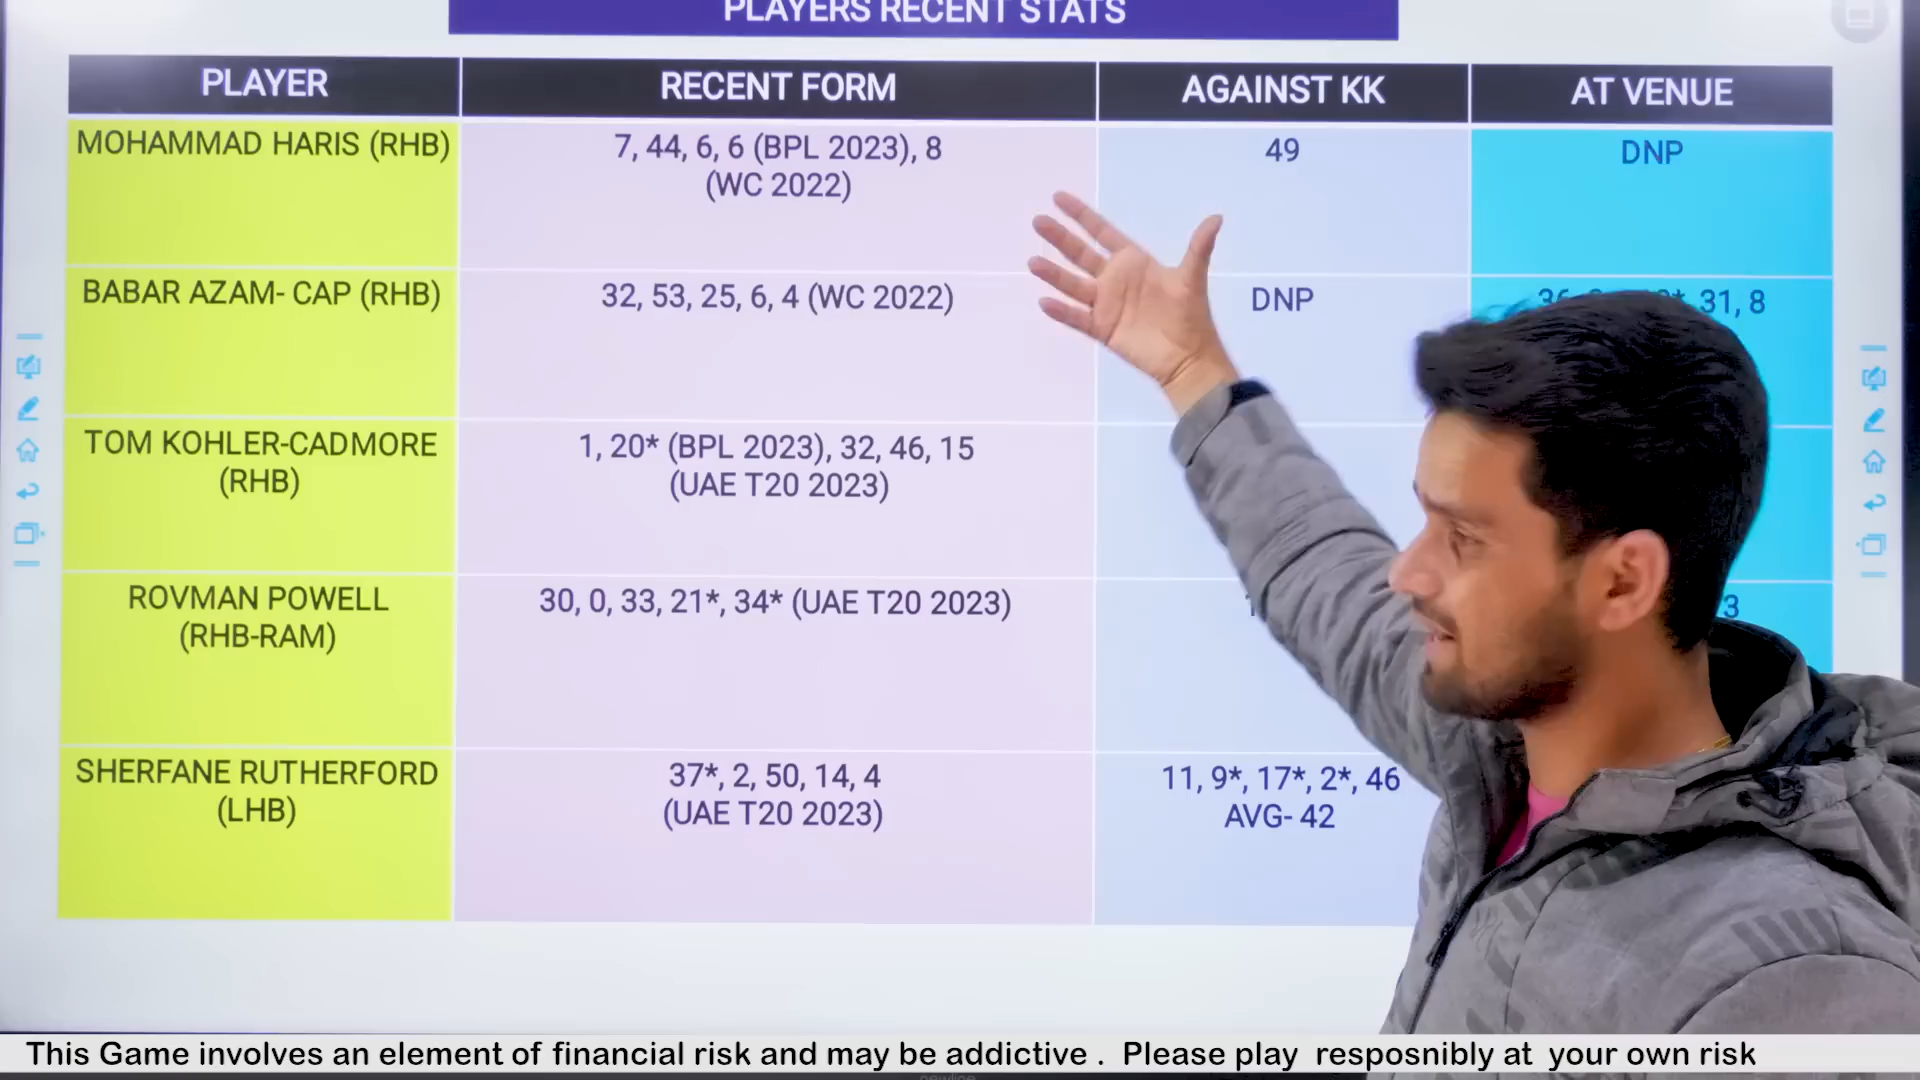 PLAYERS RECENT STATS
PLAYER RECENT FORM AGAINST KK AT VENUE
MOHAMMAD HARIS (RHB) 7, 44, 6, 6 (BPL 2023), 8 49 DNP
(WC 2022)
BABAR AZAM- CAP (RHB) 32, 53, 25, 6, 4 (WC 2022) DNP 31, 8
TOM KOHLER-CADMORE 1, 20* (BPL 2023), 32, 46, 15
(RHB) (UAE T20 2023)
ROVMAN POWELL 30, 0, 33, 21*, 34* (UAE T20 2023)
(RHB-RAM)
SHERFANE RUTHERFORD 37*, 2, 50, 14, 4 11, 9*, 17*, 2*, 46
(LHB) (UAE T20 2023) AVG- 42
This Game involves an element of financial risk and may be addictive . Please play resposnibly at your own risk